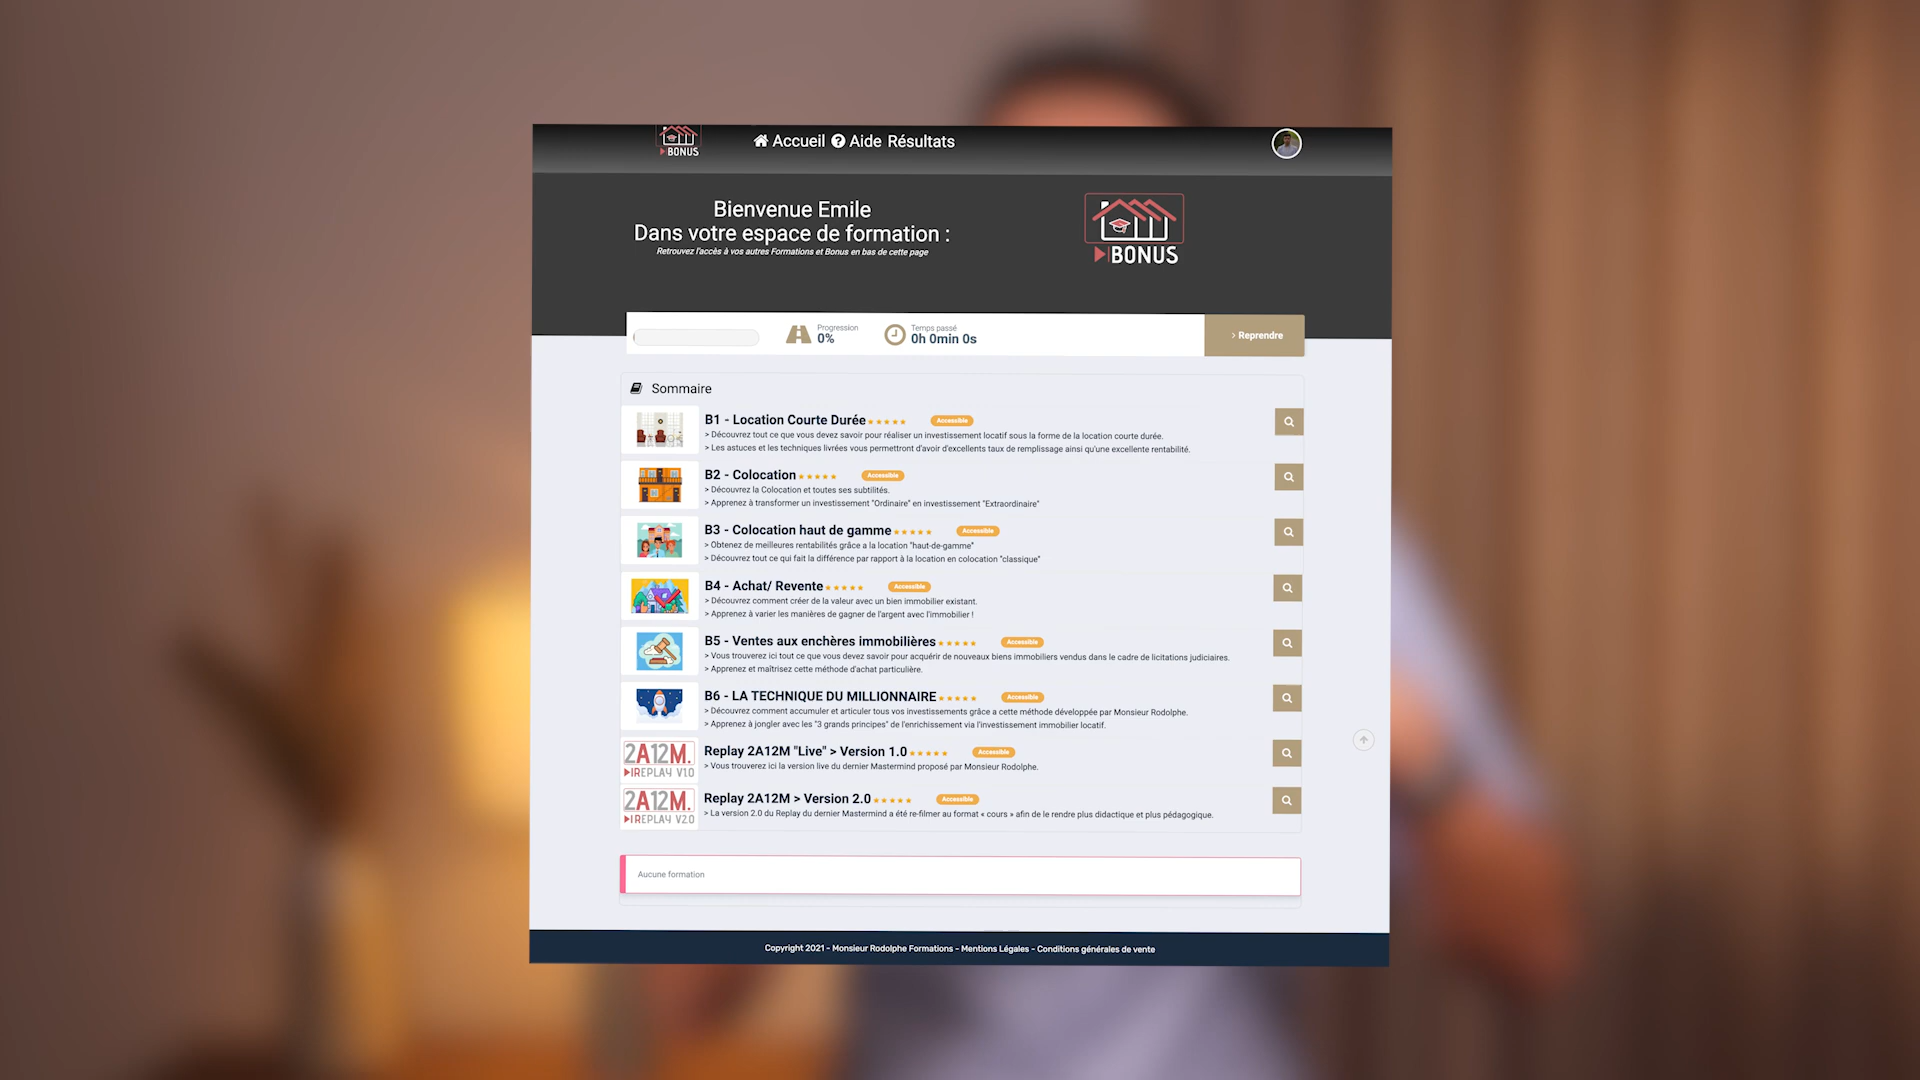 BONUS
Accueil Aide Résultats
Bienvenue Emile
Dans votre espace de formation :
Retrouvez l'accès à vos autres Formations et Bonus en bas de cette page
BONUS
Progression
0%
Temps passé
0h 0min 0s
> Reprendre
Sommaire
B1 - Location Courte Durée Accessible
> Découvrez tout ce que vous devez savoir pour réaliser un investissement locatif sous la forme de la location courte durée.
> Les astuces et les techniques livrées vous permettront d'avoir d'excellents taux de remplissage ainsi qu'une excellente rentabilité.
B2 - Colocation Accessible
> Découvrez la Colocation et toutes ses subtilités.
> Apprenez à transformer un investissement "Ordinaire" en investissement "Extraordinaire"
B3 - Colocation haut de gamme Accessible
> Obtenez de meilleures rentabilités grâce a la location "haut-de-gamme"
> Découvrez tout ce qui fait la différence par rapport à la location en colocation "classique"
B4 - Achat/ Revente Accessible
> Découvrez comment créer de la valeur avec un bien immobilier existant.
> Apprenez à varier les manières de gagner de l'argent avec l'immobilier !
B5 - Ventes aux enchères immobilières Accessible
> Vous trouverez ici tout ce que vous devez savoir pour acquérir de nouveaux biens immobiliers vendus dans le cadre de licitations judiciaires.
> Apprenez et maîtrisez cette méthode d'achat particulière.
B6 - LA TECHNIQUE DU MILLIONNAIRE Accessible
> Découvrez comment accumuler et articuler tous vos investissements grâce a cette méthode développée par Monsieur Rodolphe.
> Apprenez à jongler avec les "3 grands principes" de l'enrichissement via l'investissement immobilier locatif.
2A12M.
REPLAY V1.0
Replay 2A12M "Live" > Version 1.0 Accessible
> Vous trouverez ici la version live du dernier Mastermind proposé par Monsieur Rodolphe.
2A12M.
REPLAY V2.0
Replay 2A12M > Version 2.0 Accessible
> La version 2.0 du Replay du dernier Mastermind a été re-filmer au format « cours » afin de le rendre plus didactique et plus pédagogique.
Aucune formation
Copyright 2021 - Monsieur Rodolphe Formations - Mentions Légales - Conditions générales de vente